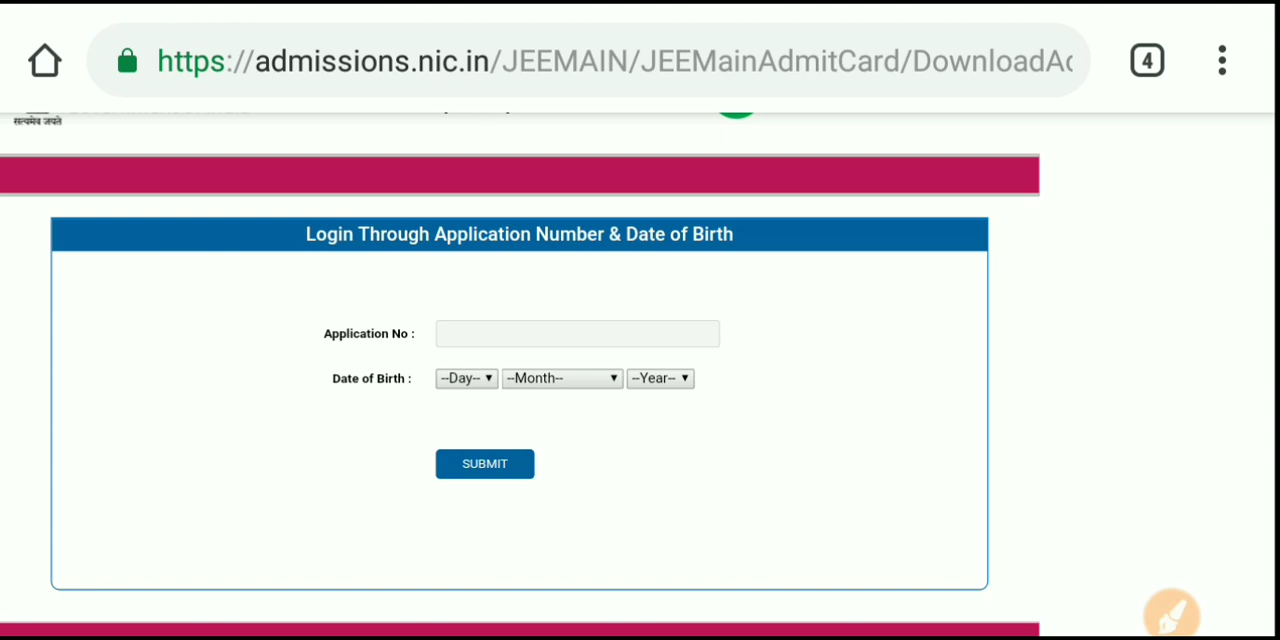 https://admissions.nic.in/JEEMAIN/JEEMainAdmitCard/DownloadAc
4
सत्यमेव जयते
Login Through Application Number & Date of Birth
Application No :
Date of Birth : --Day-- --Month-- --Year--
SUBMIT